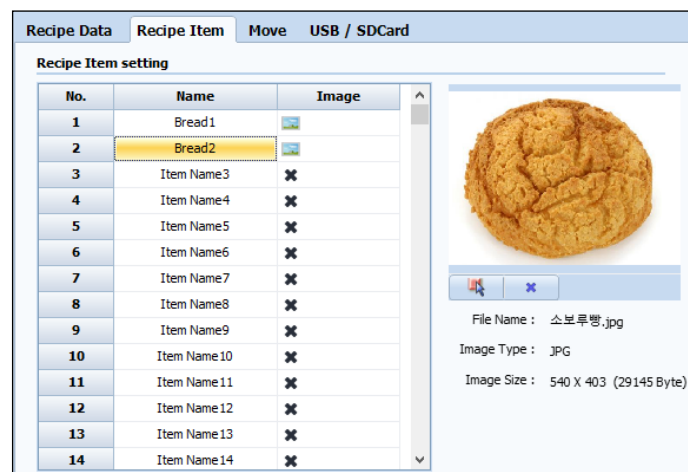 Recipe Data Recipe Item Move USB / SDCard
Recipe Item setting
No. Name Image
1 Bread1
2 Bread2
3 Item Name3
4 Item Name4
5 Item Name5
6 Item Name6
7 Item Name7
8 Item Name8
9 Item Name9
10 Item Name10
11 Item Name11
12 Item Name12
13 Item Name13
14 Item Name14
File Name : 소보루빵.jpg
Image Type : JPG
Image Size : 540 X 403 (29145 Byte)